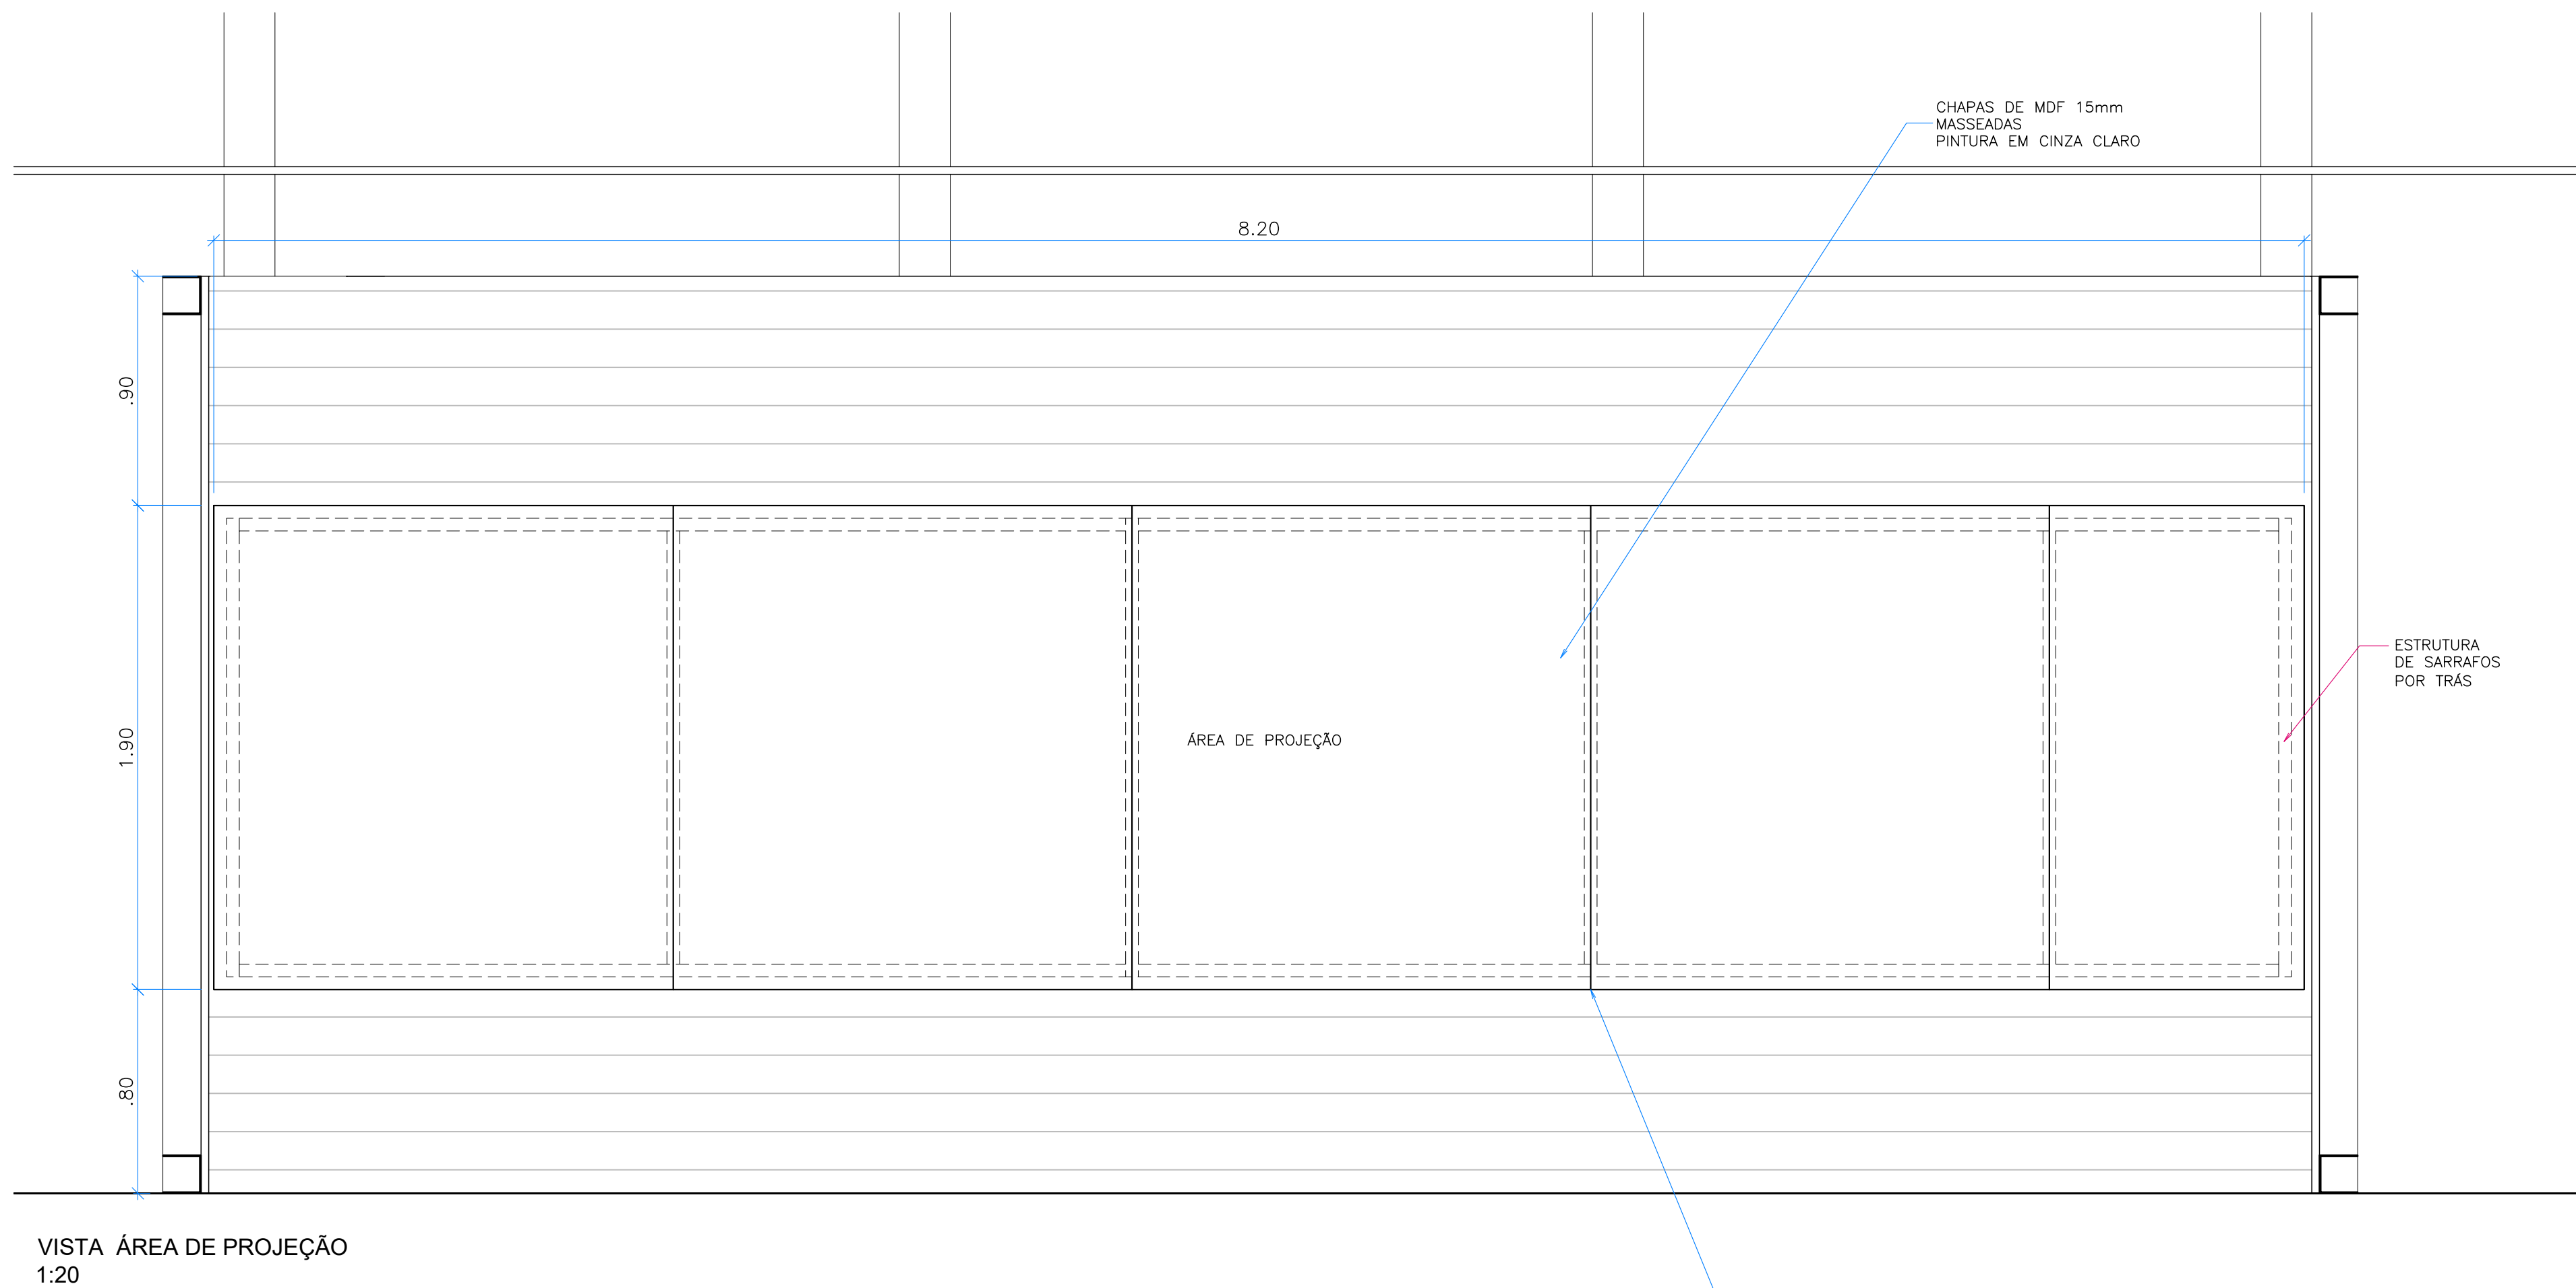 CHAPAS DE MDF 15mm
MASSEADAS
PINTURA EM CINZA CLARO
8.20
.90
ESTRUTURA
DE SARRAFOS
POR TRÁS
1.90
ÁREA DE PROJEÇÃO
.80
VISTA ÁREA DE PROJEÇÃO
1:20